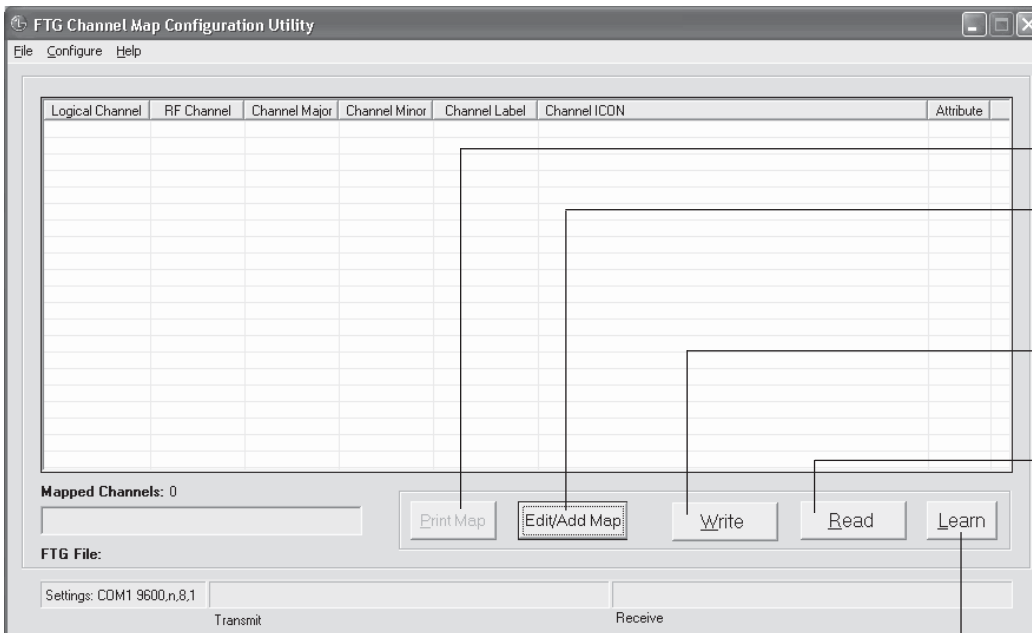 FTG Channel Map Configuration Utility
File Configure Help
Logical Channel RF Channel Channel Major Channel Minor Channel Label Channel ICON Attribute
Mapped Channels: 0
Print Map Edit/Add Map Write Read Learn
FTG File:
Settings: COM1 9600,n,8,1
Transmit Receive